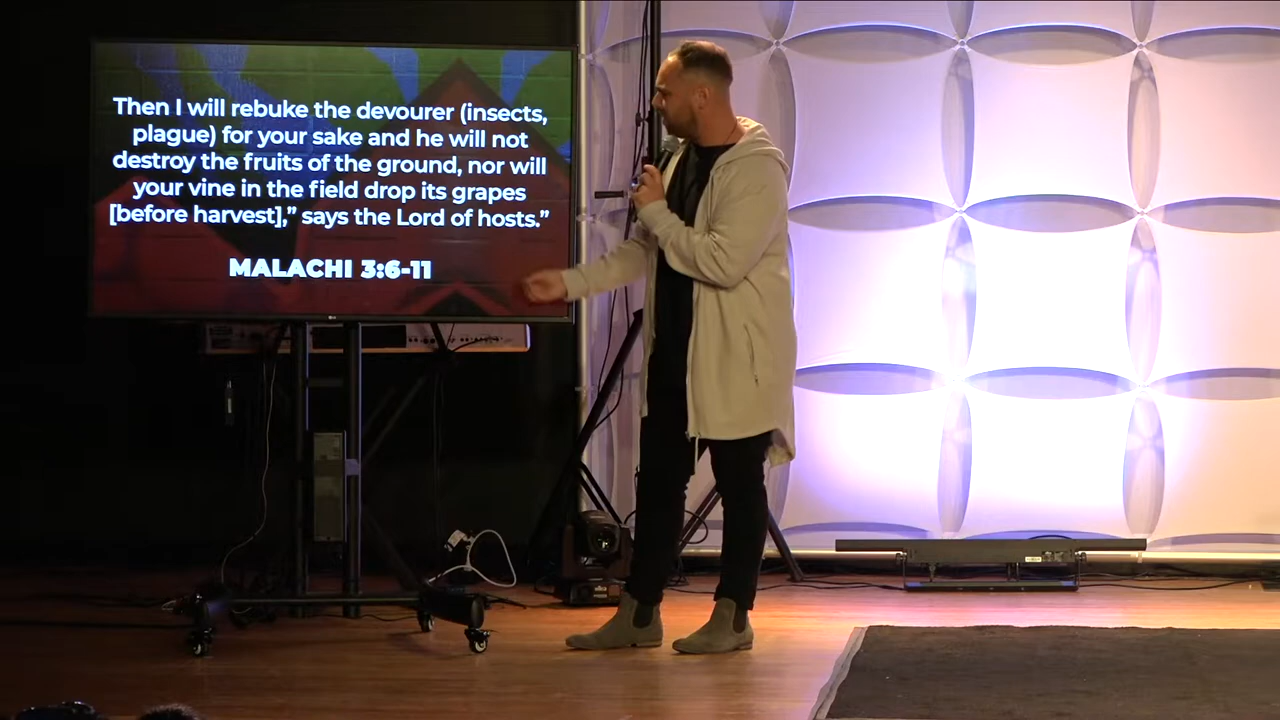 Then I will rebuke the devourer (insects,
plague) for your sake and he will not
destroy the fruits of the ground, nor will
your vine in the field drop its grapes
[before harvest],” says the Lord of hosts.”
MALACHI 3:6-11
LG